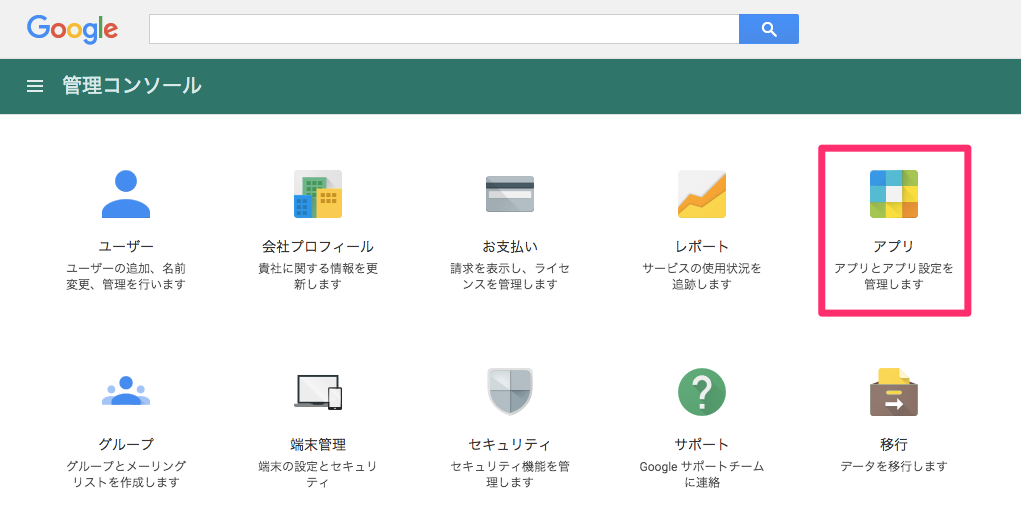 Google
管理コンソール
ユーザー
ユーザーの追加、名前
変更、管理を行います
会社プロフィール
貴社に関する情報を更
新します
お支払い
請求を表示し、ライセ
ンスを管理します
レポート
サービスの使用状況を
追跡します
アプリ
アプリとアプリ設定を
管理します
グループ
グループとメーリング
リストを作成します
端末管理
端末の設定とセキュリ
ティ
セキュリティ
セキュリティ機能を管
理します
サポート
Google サポートチーム
に連絡
移行
データを移行します